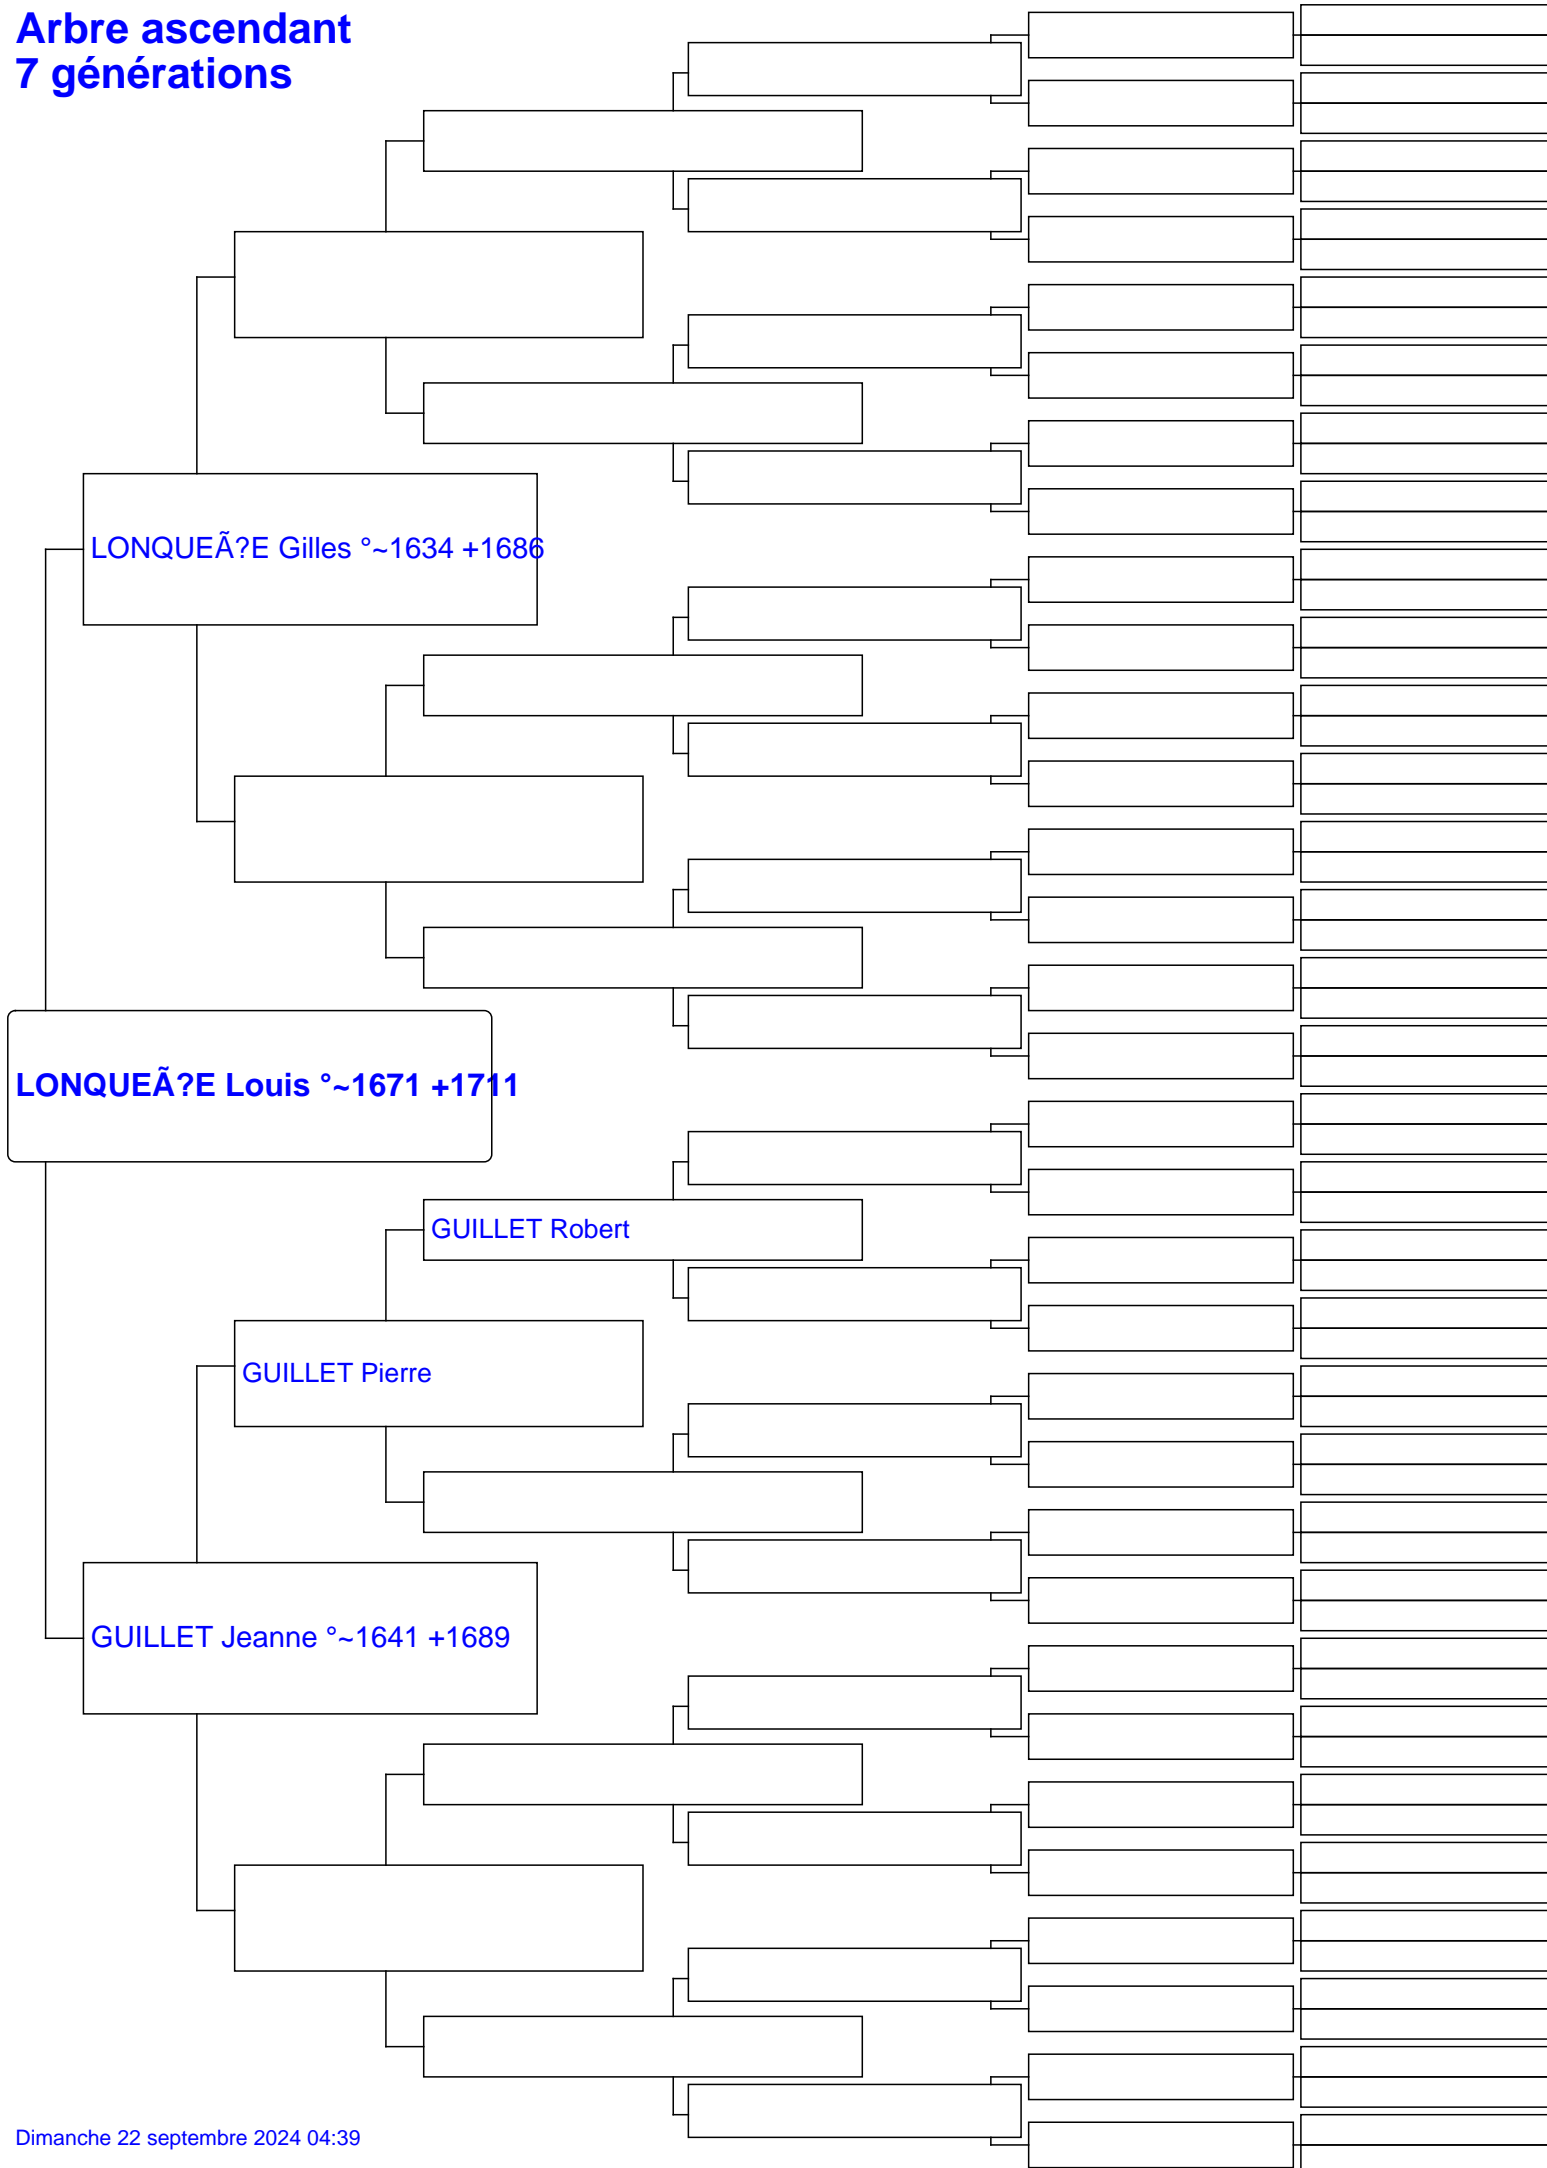 Arbre ascendant
7 générations
LONQUEÃ?E Gilles °~1634 +1686
LONQUEÃ?E Louis °~1671 +1711
GUILLET Robert
GUILLET Pierre
GUILLET Jeanne °~1641 +1689
Dimanche 22 septembre 2024 04:39